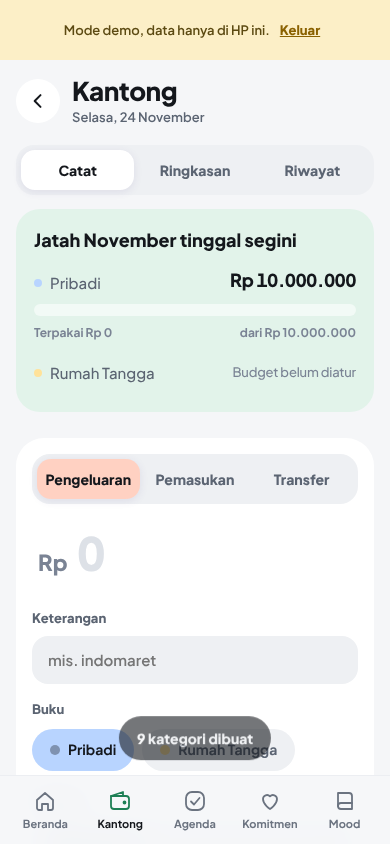 Mode demo, data hanya di HP ini. Keluar
Kantong
Selasa, 24 November
Catat Ringkasan Riwayat
Jatah November tinggal segini
Pribadi Rp 10.000.000
Terpakai Rp 0 dari Rp 10.000.000
Rumah Tangga Budget belum diatur
Pengeluaran Pemasukan Transfer
Rp 0
Keterangan
mis. indomaret
Buku
9 kategori dibuat
Pribadi Rumah Tangga
Beranda Kantong Agenda Komitmen Mood